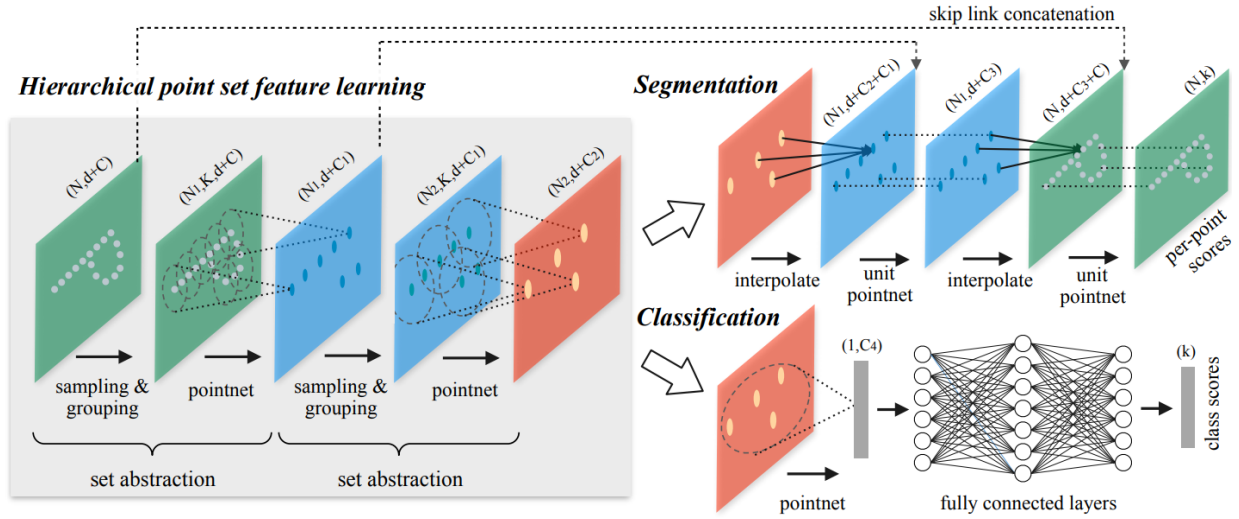 skip link concatenation
Hierarchical point set feature learning
(N,d+C)
(N1,K,d+C)
(N1,d+C1)
(N2,K,d+C1)
(N2,d+C2)
sampling &
grouping
pointnet
sampling &
grouping
pointnet
set abstraction
set abstraction
Segmentation
(N1,d+C2+C1)
(N1,d+C3)
(N,d+C3+C)
(N,k)
interpolate
unit
pointnet
interpolate
unit
pointnet
per-point
scores
Classification
(1,C4)
(k)
class scores
pointnet
fully connected layers